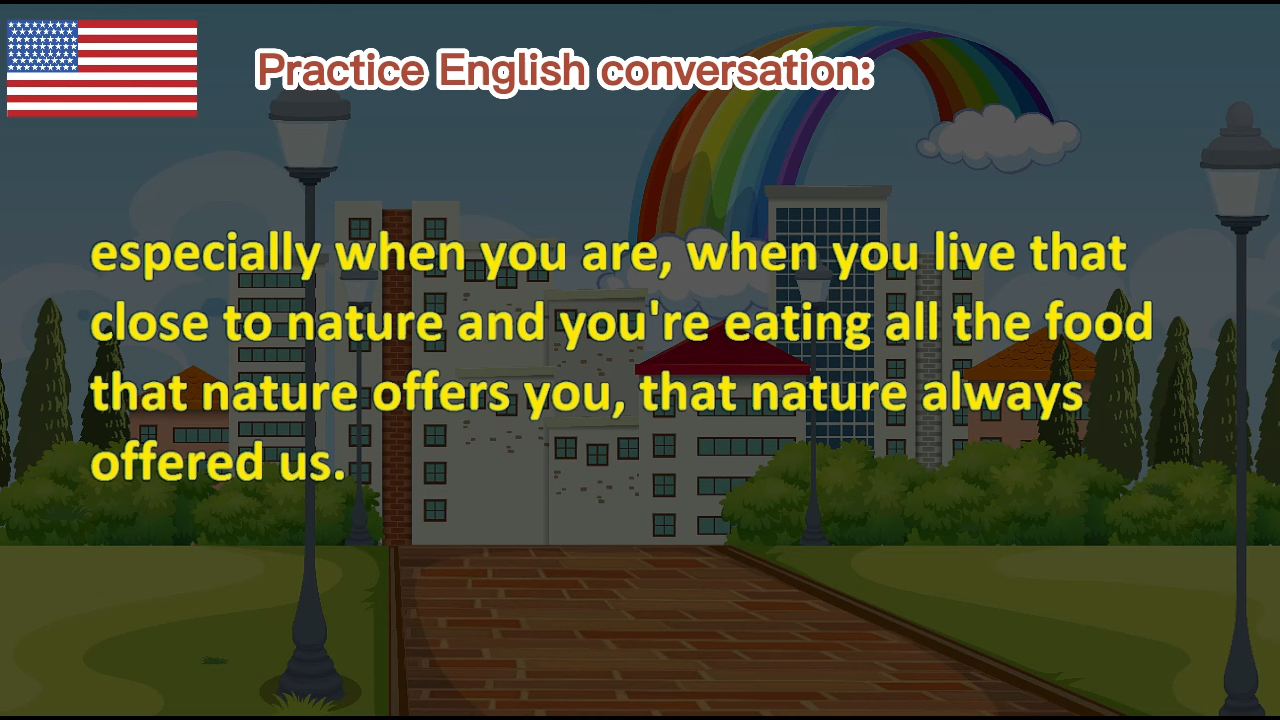 Practice English conversation:
especially when you are, when you live that
close to nature and you're eating all the food
that nature offers you, that nature always
offered us.